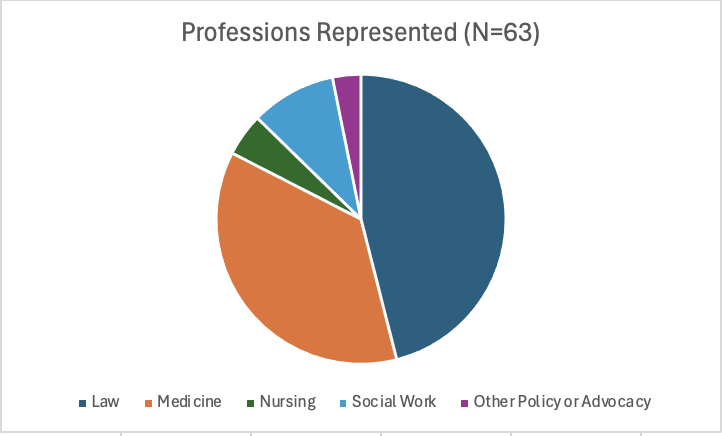 Professions Represented (N=63)
Law Medicine Nursing Social Work Other Policy or Advocacy